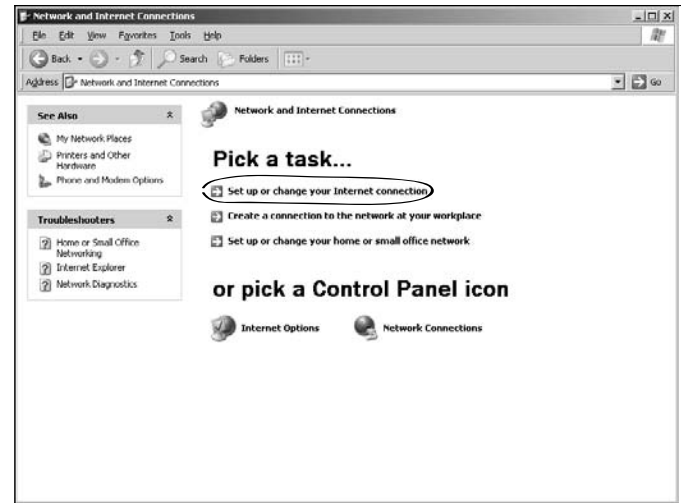 Network and Internet Connections
File Edit View Favorites Tools Help
Back Search Folders
Address Network and Internet Connections Go
See Also
My Network Places
Printers and Other
Hardware
Phone and Modem Options
Troubleshooters
Home or Small Office
Networking
Internet Explorer
Network Diagnostics
Network and Internet Connections
Pick a task...
Set up or change your Internet connection
Create a connection to the network at your workplace
Set up or change your home or small office network
or pick a Control Panel icon
Internet Options Network Connections